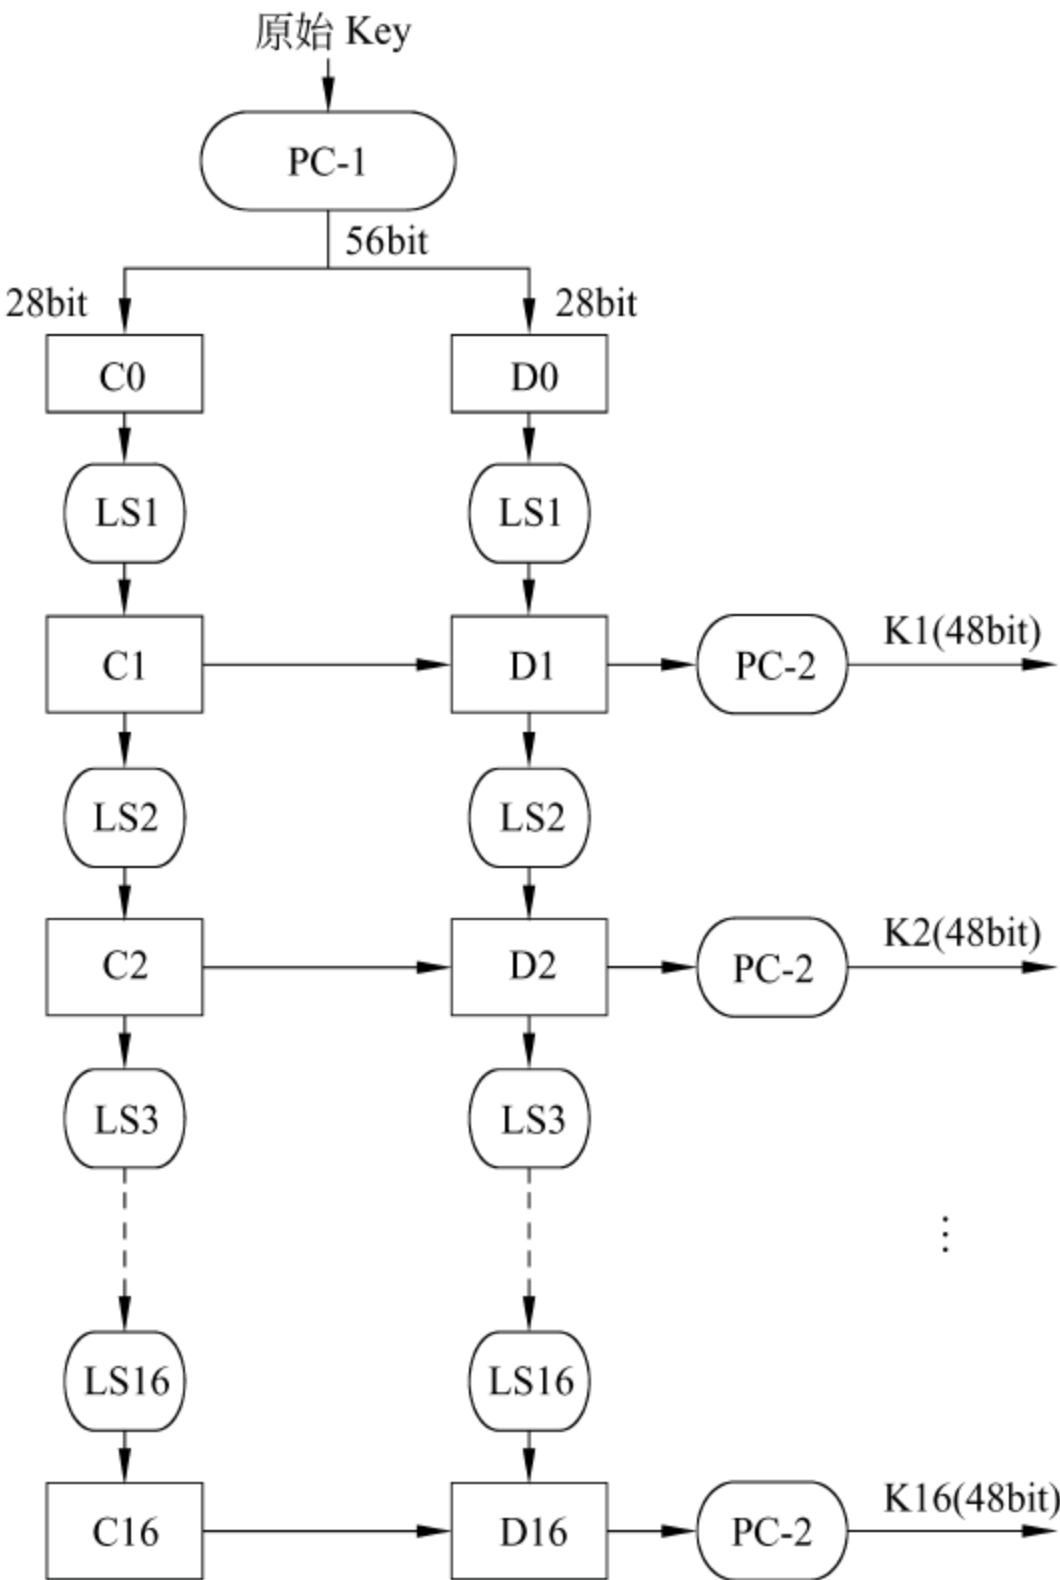 原始 Key
PC-1
56bit
28bit 28bit
C0 D0
LS1 LS1
K1(48bit)
C1 D1 PC-2
LS2 LS2
K2(48bit)
C2 D2 PC-2
LS3 LS3
⋮
LS16 LS16
K16(48bit)
C16 D16 PC-2